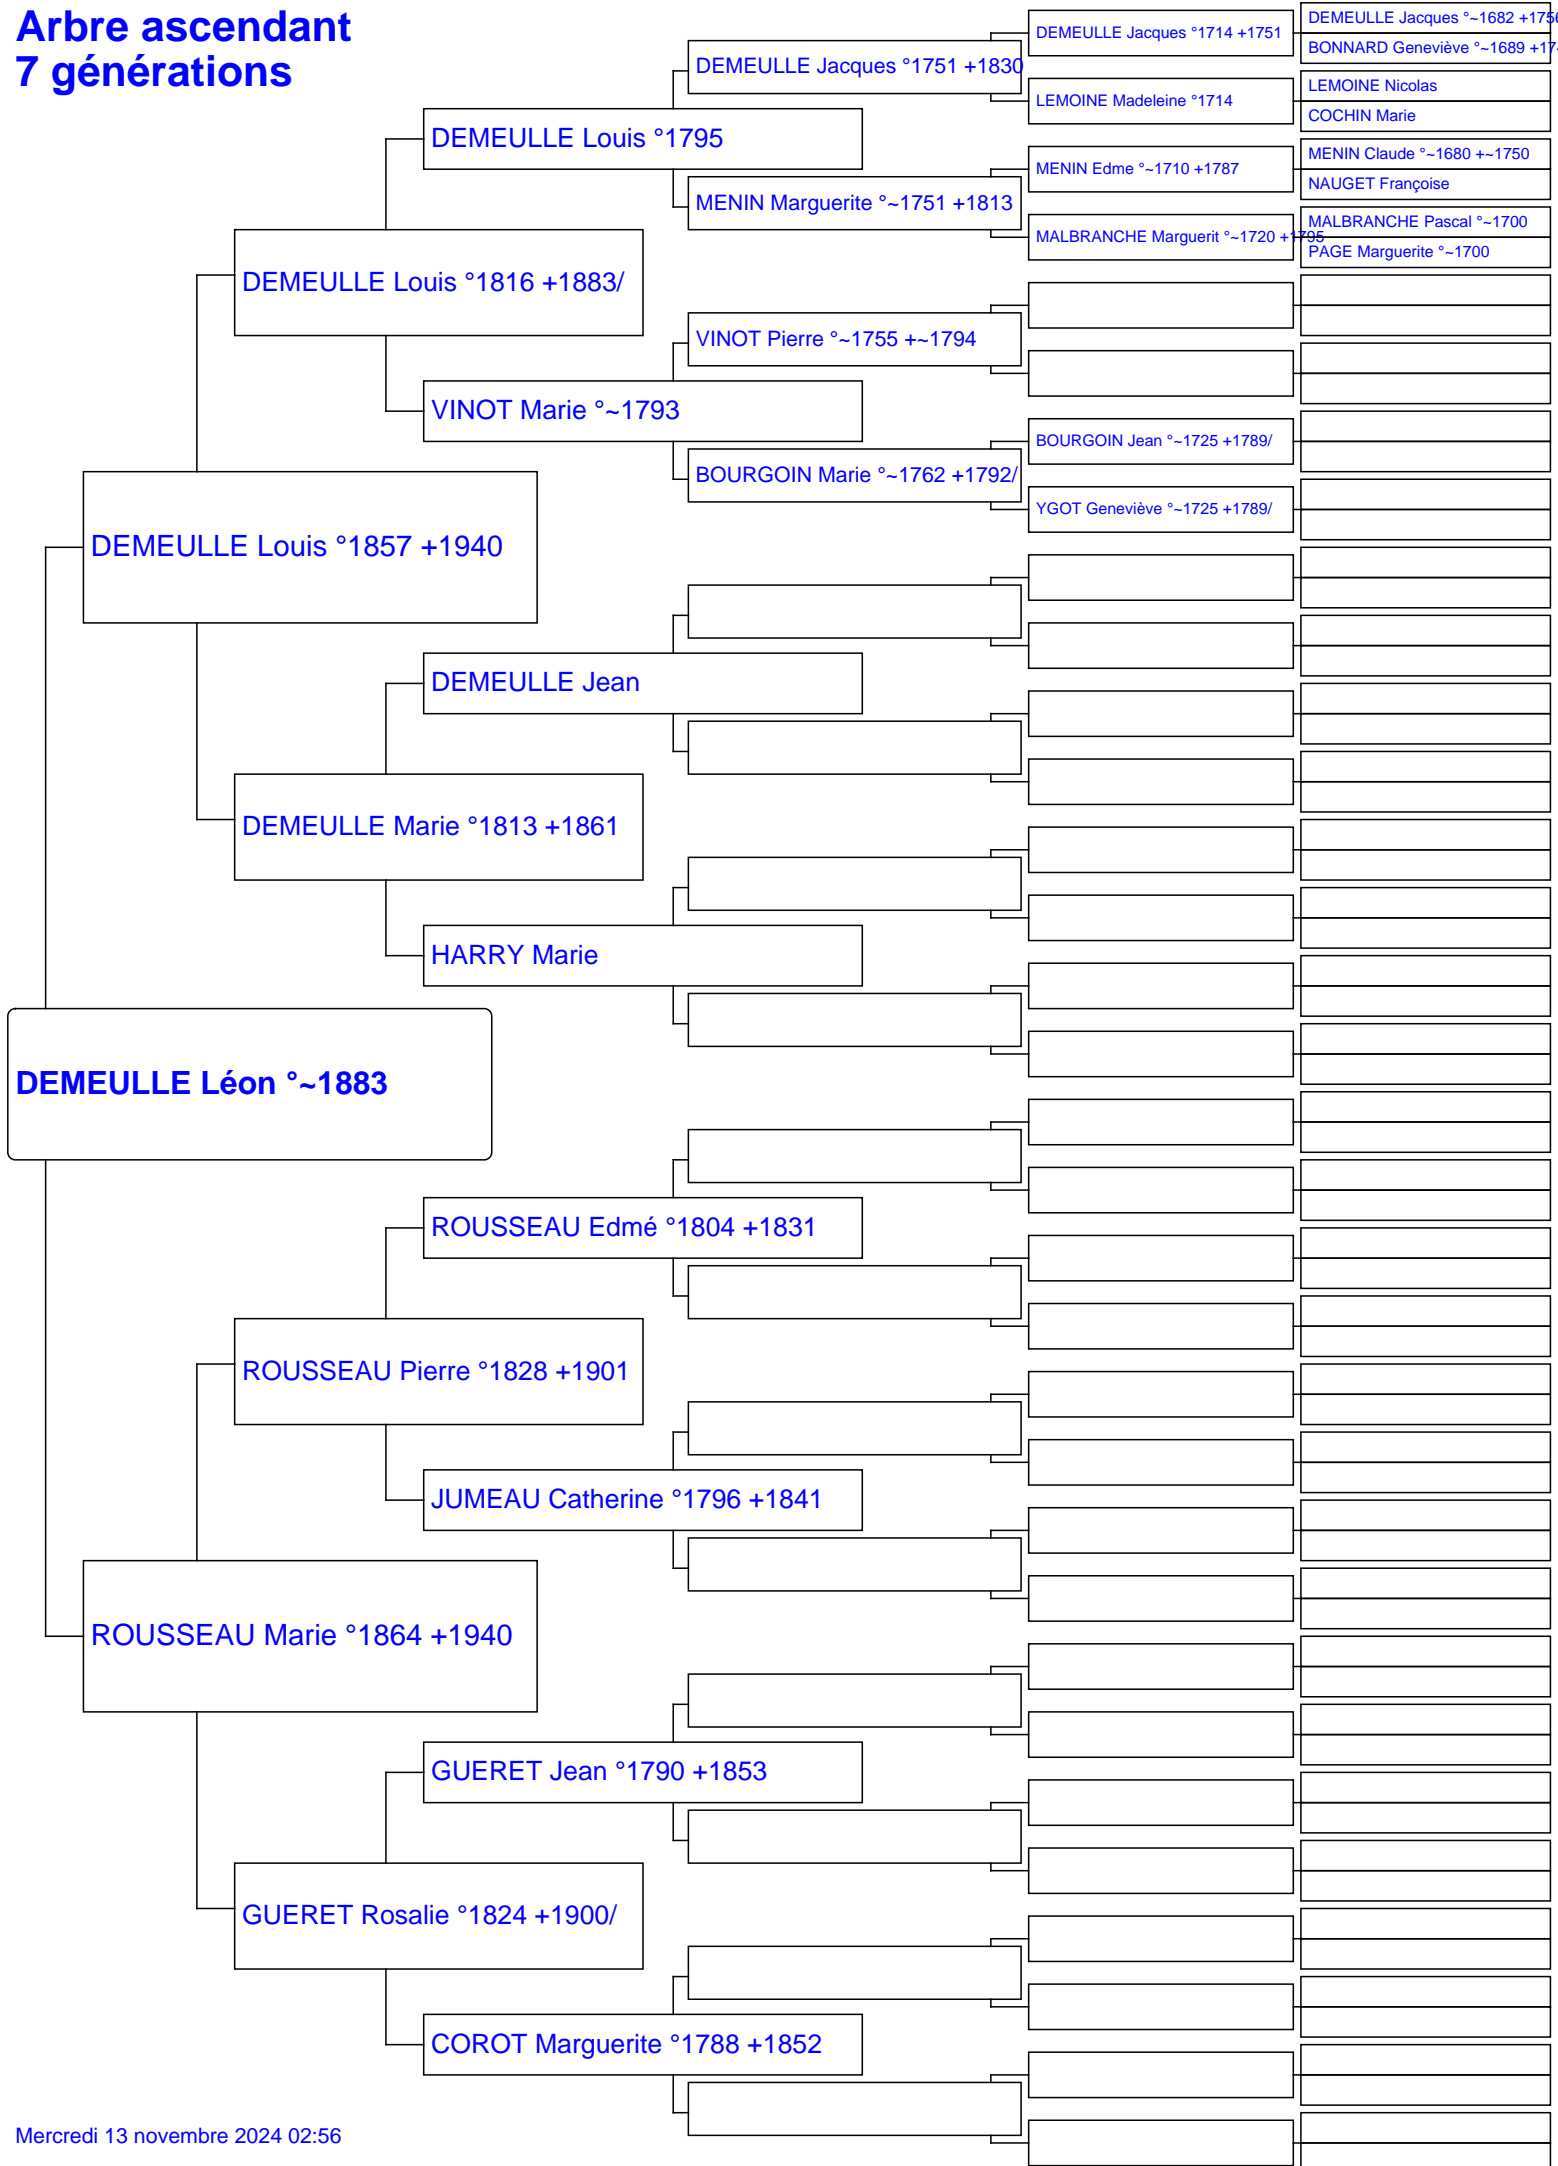 Arbre ascendant
7 générations
DEMEULLE Jacques °1714 +1751
DEMEULLE Jacques °~1682 +1756
BONNARD Geneviève °~1689
DEMEULLE Jacques °1751 +1830
LEMOINE Madeleine °1714
LEMOINE Nicolas
COCHIN Marie
DEMEULLE Louis °1795
MENIN Edme °~1710 +1787
MENIN Claude °~1680 +~1750
NAUGET Françoise
MENIN Marguerite °~1751 +1813
MALBRANCHE Marguerit °~1720 +1795
MALBRANCHE Pascal °~1700
PAGE Marguerite °~1700
DEMEULLE Louis °1816 +1883/
VINOT Pierre °~1755 +~1794
VINOT Marie °~1793
BOURGOIN Jean °~1725 +1789/
BOURGOIN Marie °~1762 +1792/
YGOT Geneviève °~1725 +1789/
DEMEULLE Louis °1857 +1940
DEMEULLE Jean
DEMEULLE Marie °1813 +1861
HARRY Marie
DEMEULLE Léon °~1883
ROUSSEAU Edmé °1804 +1831
ROUSSEAU Pierre °1828 +1901
JUMEAU Catherine °1796 +1841
ROUSSEAU Marie °1864 +1940
GUERET Jean °1790 +1853
GUERET Rosalie °1824 +1900/
COROT Marguerite °1788 +1852
Mercredi 13 novembre 2024 02:56